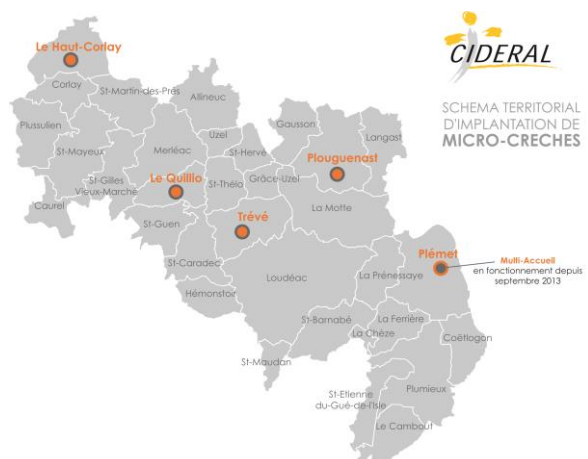 CIDERAL
SCHEMA TERRITORIAL
D'IMPLANTATION DE
MICRO-CRECHES
Le Haut-Corlay
Corlay
St-Martin-des-Prés
Allineuc
Plussulien
Uzel
Gausson
Langast
St-Mayeux
Merléac
St-Hervé
Plouguenast
St-Gilles
Vieux-Marché
Le Quillio
St-Thélo
Grâce-Uzel
Caurel
La Motte
St-Guen
Trévé
St-Caradec
Plémet
Multi-Accueil
en fonctionnement depuis
septembre 2013
Loudéac
La Prénessaye
Hémonstoir
St-Barnabé
La Ferrière
La Chèze
Coëtlogon
St-Maudan
St-Etienne
du-Gué-de-l'Isle
Plumieux
Le Cambout